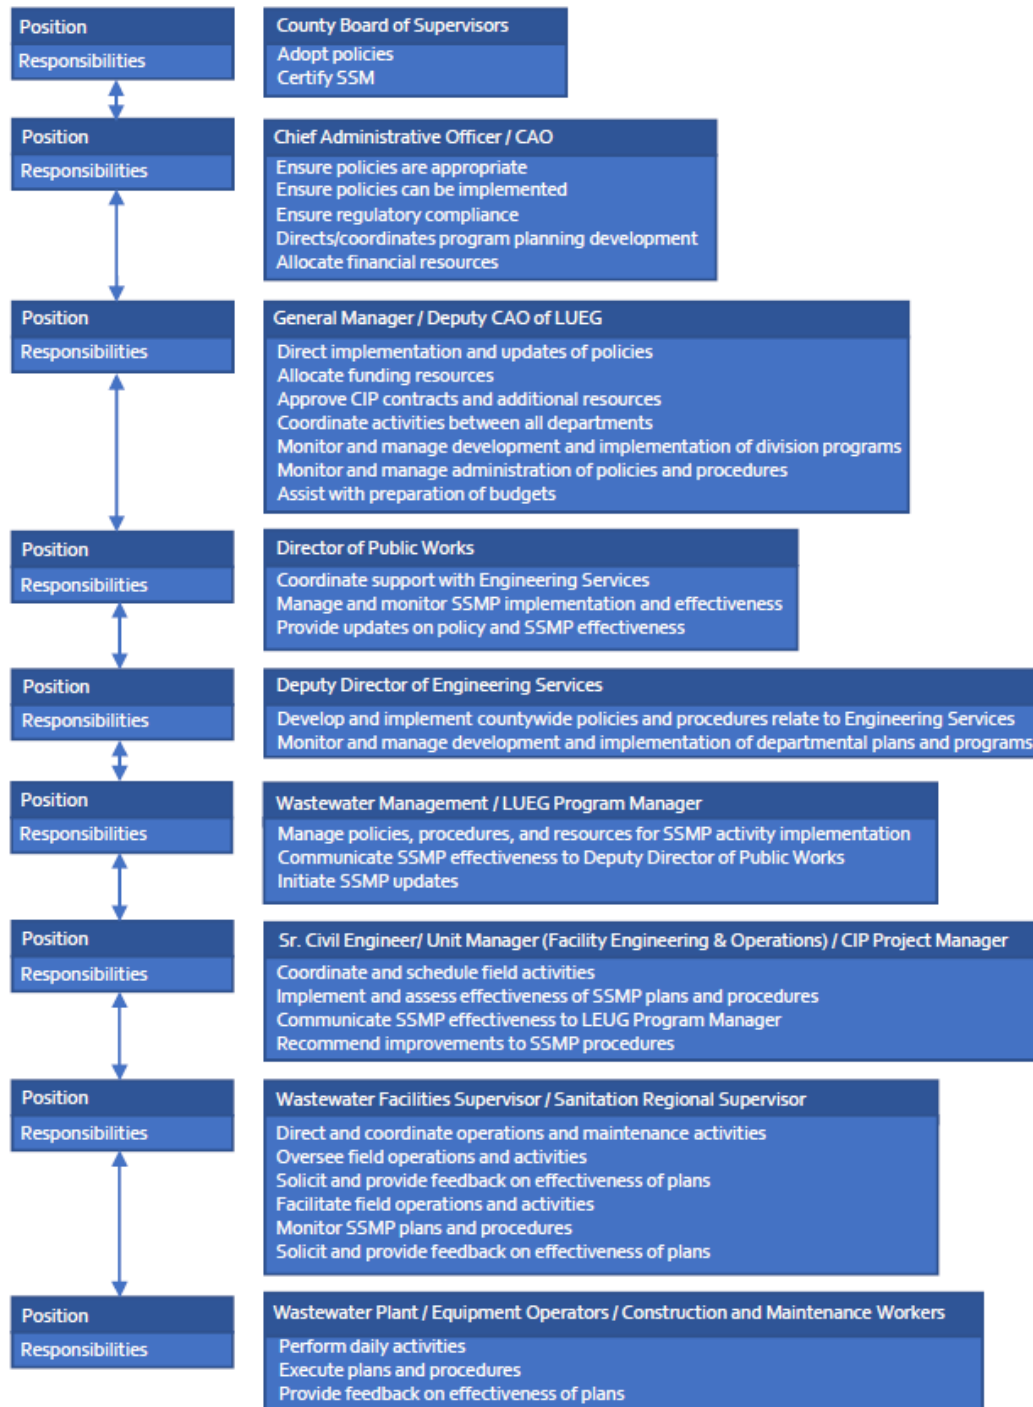 Position
County Board of Supervisors
Responsibilities
Adopt policies
Certify SSM
Position
Chief Administrative Officer / CAO
Responsibilities
Ensure policies are appropriate
Ensure policies can be implemented
Ensure regulatory compliance
Directs/coordinates program planning development
Allocate financial resources
Position
General Manager / Deputy CAO of LUEG
Responsibilities
Direct implementation and updates of policies
Allocate funding resources
Approve CIP contracts and additional resources
Coordinate activities between all departments
Monitor and manage development and implementation of division programs
Monitor and manage administration of policies and procedures
Assist with preparation of budgets
Position
Director of Public Works
Responsibilities
Coordinate support with Engineering Services
Manage and monitor SSMP implementation and effectiveness
Provide updates on policy and SSMP effectiveness
Position
Deputy Director of Engineering Services
Responsibilities
Develop and implement countywide policies and procedures relate to Engineering Services
Monitor and manage development and implementation of departmental plans and programs
Position
Wastewater Management / LUEG Program Manager
Responsibilities
Manage policies, procedures, and resources for SSMP activity implementation
Communicate SSMP effectiveness to Deputy Director of Public Works
Initiate SSMP updates
Position
Sr. Civil Engineer/ Unit Manager (Facility Engineering & Operations) / CIP Project Manager
Responsibilities
Coordinate and schedule field activities
Implement and assess effectiveness of SSMP plans and procedures
Communicate SSMP effectiveness to LEUG Program Manager
Recommend improvements to SSMP procedures
Position
Wastewater Facilities Supervisor / Sanitation Regional Supervisor
Responsibilities
Direct and coordinate operations and maintenance activities
Oversee field operations and activities
Solicit and provide feedback on effectiveness of plans
Facilitate field operations and activities
Monitor SSMP plans and procedures
Solicit and provide feedback on effectiveness of plans
Position
Wastewater Plant / Equipment Operators / Construction and Maintenance Workers
Responsibilities
Perform daily activities
Execute plans and procedures
Provide feedback on effectiveness of plans